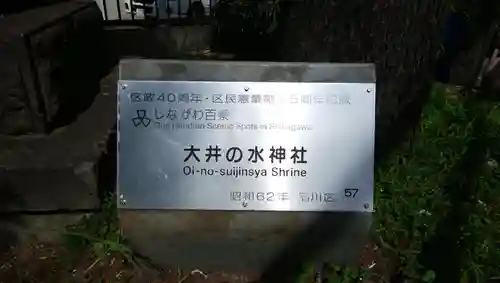 区政40周年・区民憲章制定5周年記念
しながわ百景
One Hundred Scenic Spots in Shinagawa
大井の水神社
Oi-no-suijinsya Shrine
昭和62年 品川区 57